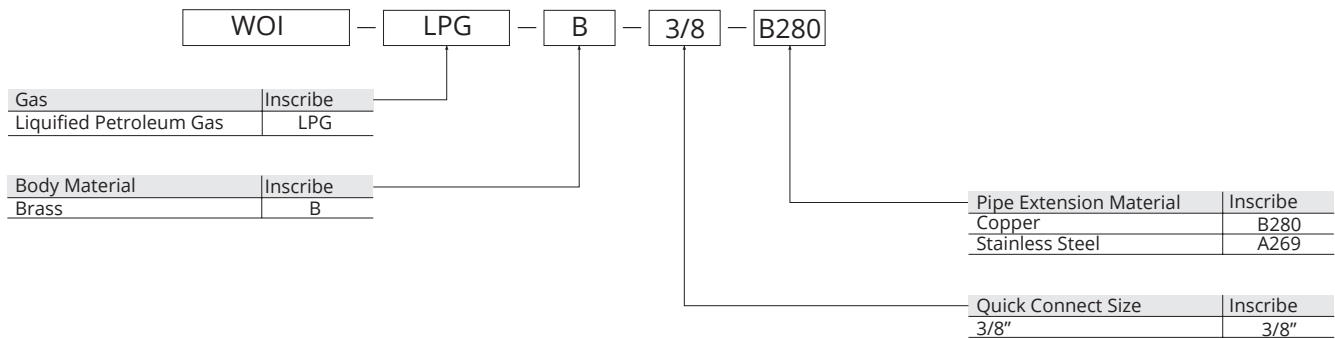 WOI — LPG — B — 3/8 — B280
Gas Inscribe
Liquified Petroleum Gas LPG
Body Material Inscribe
Brass B
Pipe Extension Material Inscribe
Copper B280
Stainless Steel A269
Quick Connect Size Inscribe
3/8” 3/8”